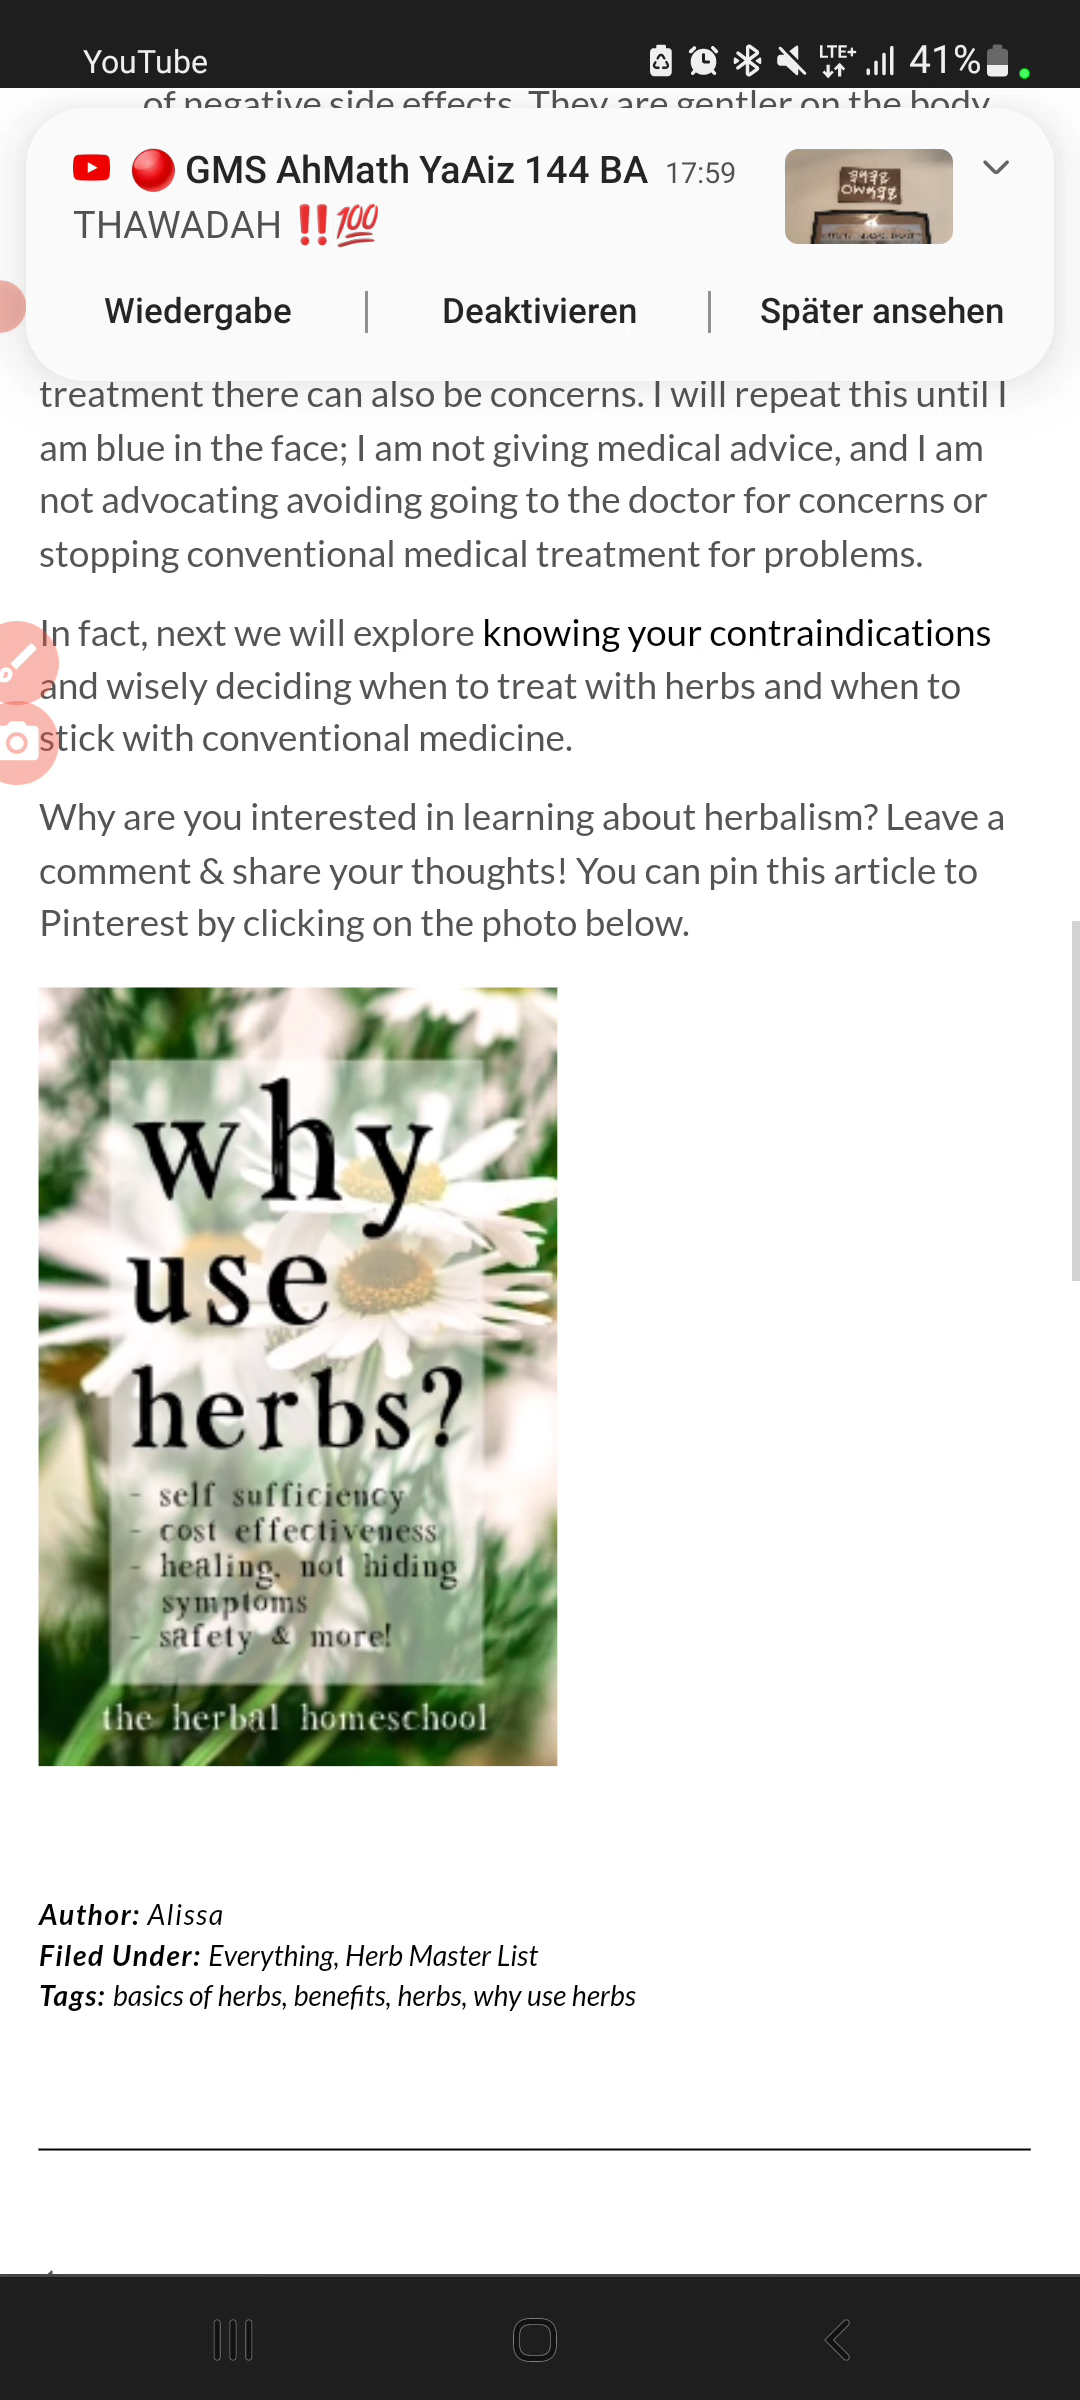 YouTube LTE+ 41%
of negative side effects. They are gentler on the body
GMS AhMath YaAiz 144 BA 17:59
THAWADAH ‼️💯
Wiedergabe | Deaktivieren | Später ansehen
treatment there can also be concerns. I will repeat this until I
am blue in the face; I am not giving medical advice, and I am
not advocating avoiding going to the doctor for concerns or
stopping conventional medical treatment for problems.
In fact, next we will explore knowing your contraindications
and wisely deciding when to treat with herbs and when to
stick with conventional medicine.
Why are you interested in learning about herbalism? Leave a
comment & share your thoughts! You can pin this article to
Pinterest by clicking on the photo below.
why
use
herbs?
- self sufficiency
- cost effectiveness
- healing, not hiding
symptoms
- safety & more!
the herbal homeschool
Author: Alissa
Filed Under: Everything, Herb Master List
Tags: basics of herbs, benefits, herbs, why use herbs